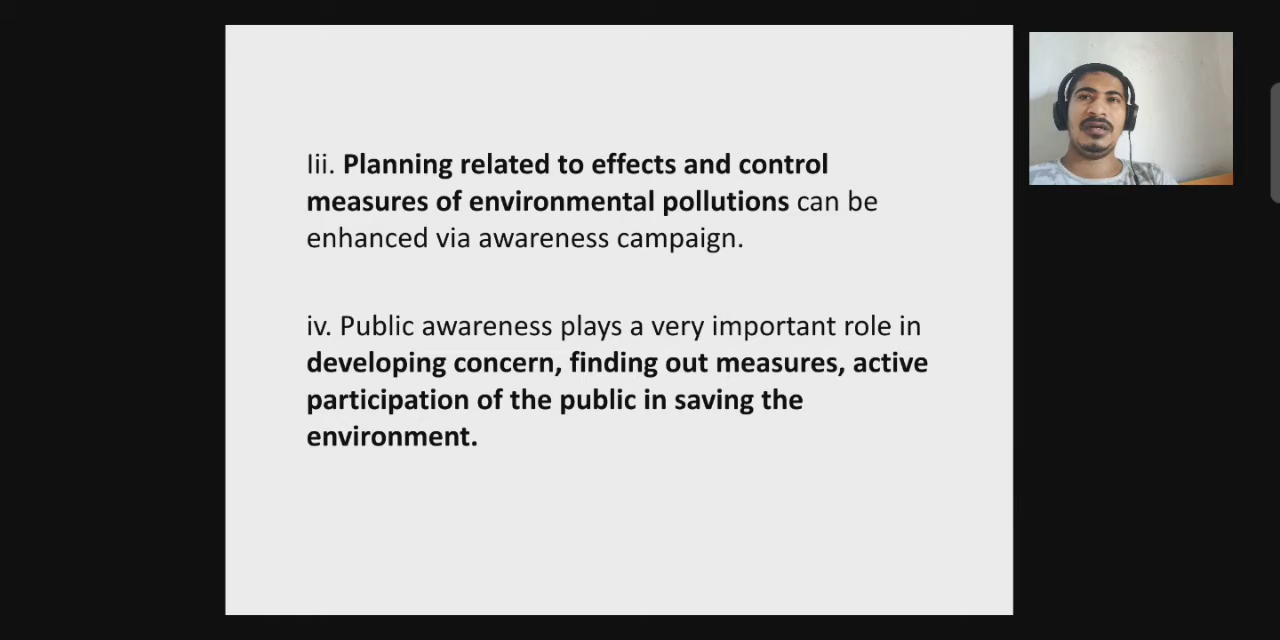 Iii. Planning related to effects and control
measures of environmental pollutions can be
enhanced via awareness campaign.
iv. Public awareness plays a very important role in
developing concern, finding out measures, active
participation of the public in saving the
environment.